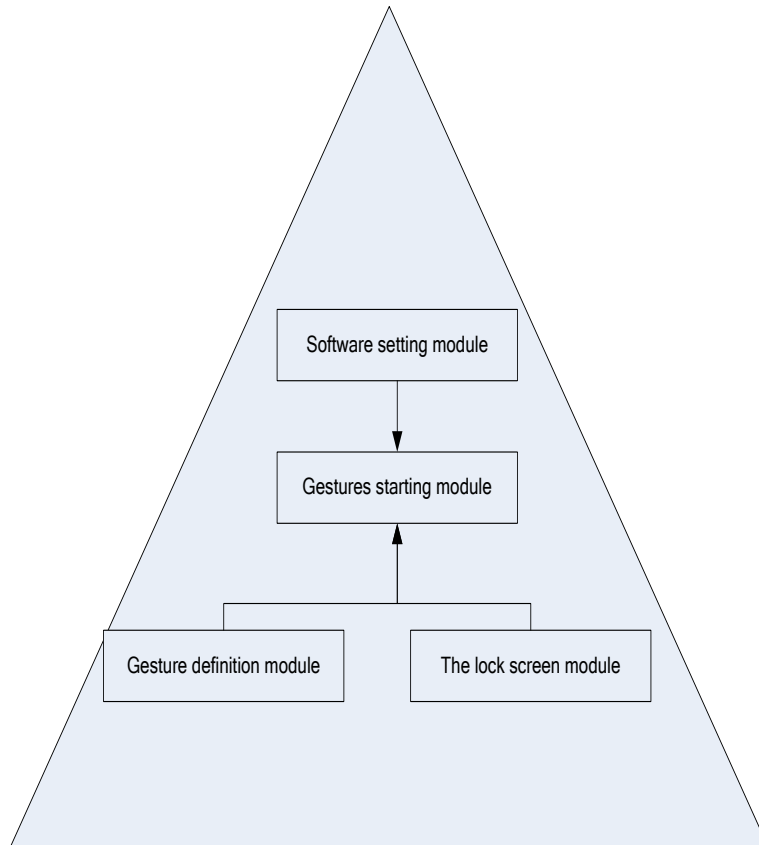 Software setting module
Gestures starting module
Gesture definition module
The lock screen module